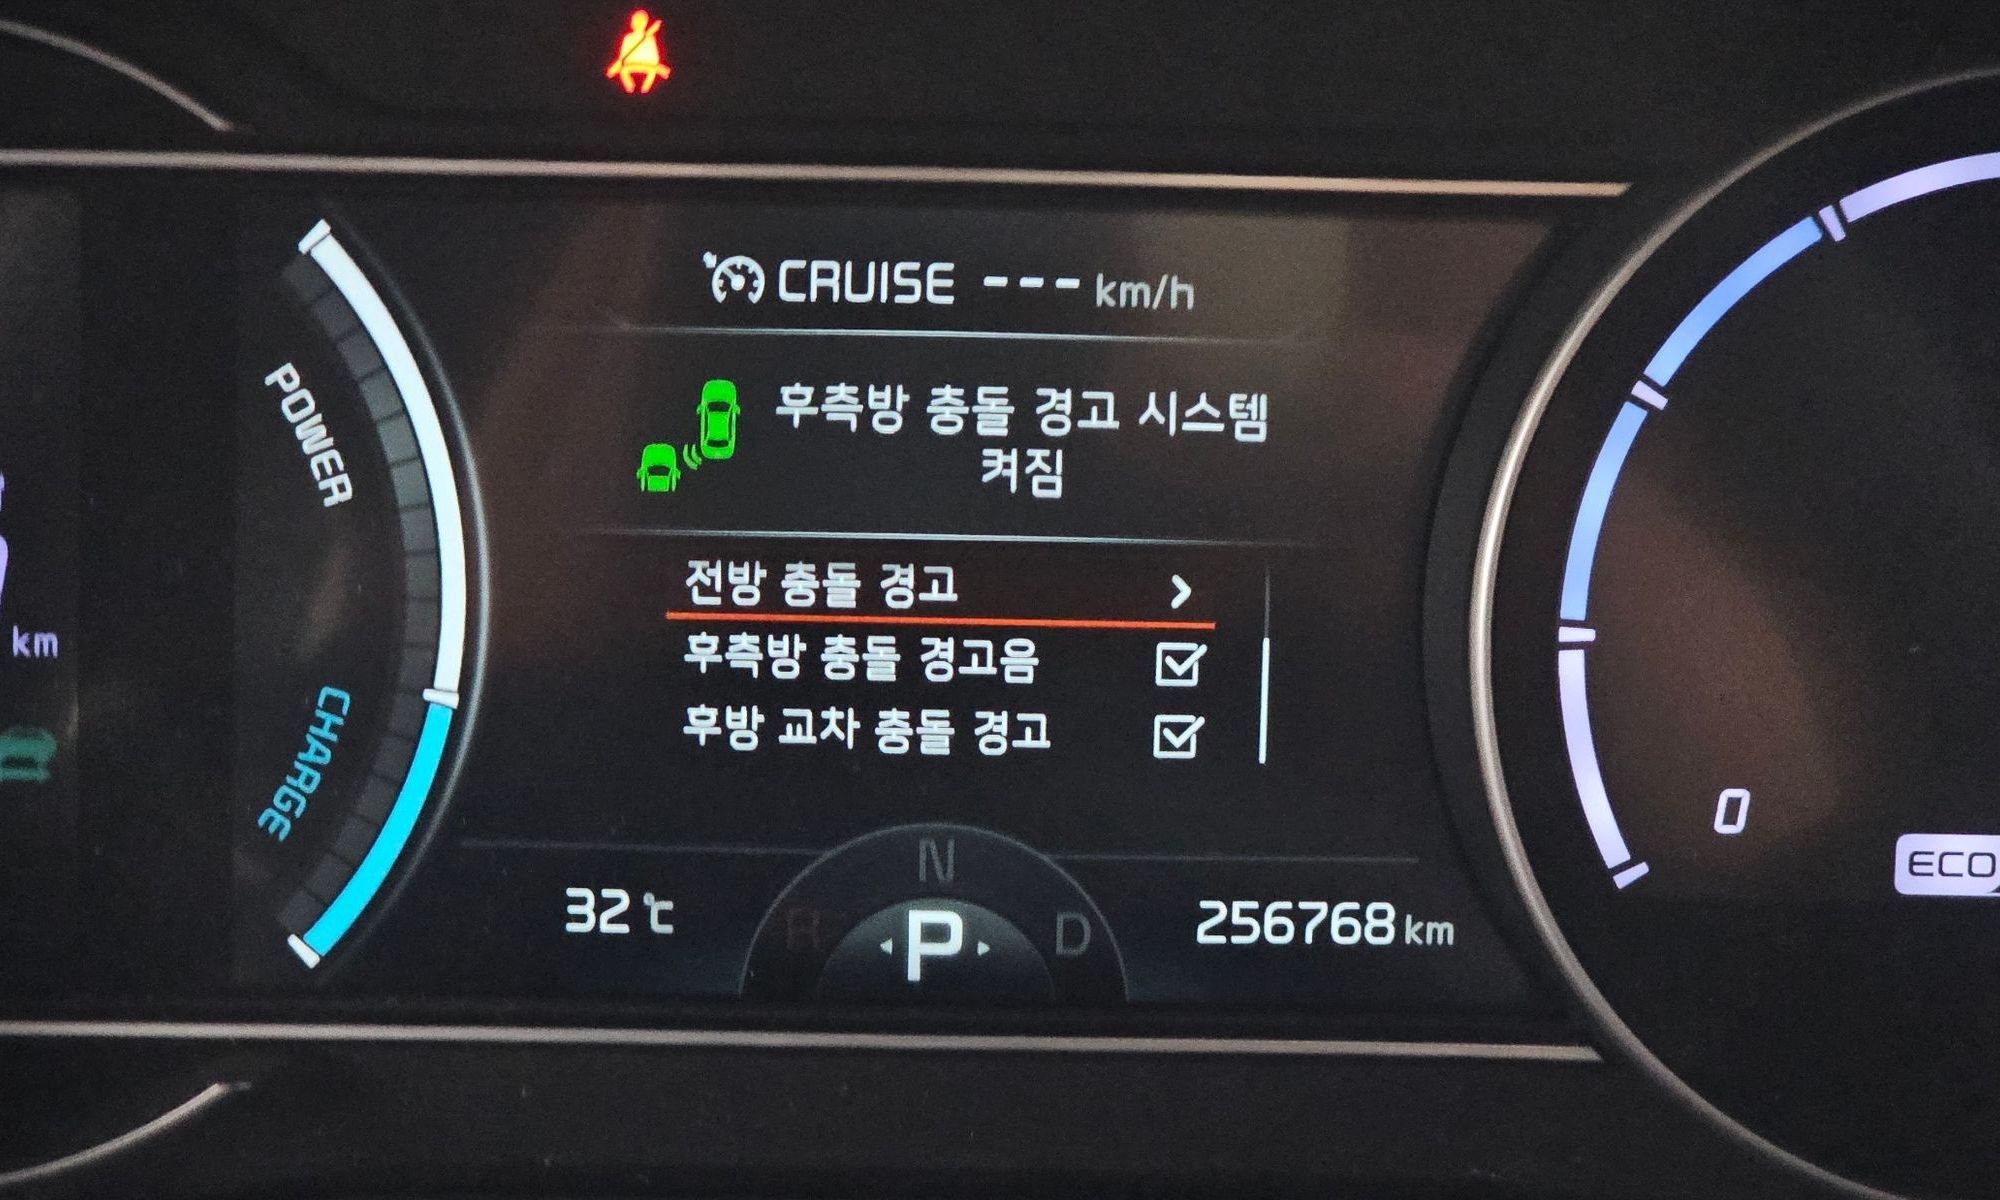 CRUISE --- km/h
후측방 충돌 경고 시스템
켜짐
POWER
전방 충돌 경고 >
후측방 충돌 경고음
km
후방 교차 충돌 경고
CHARGE
0
N
ECO
32℃
R P D
256768 km